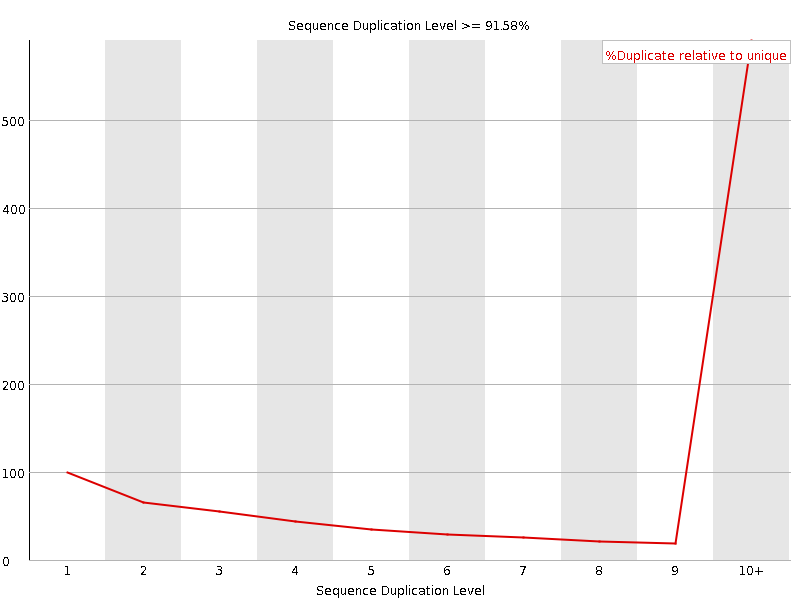 Sequence Duplication Level >= 91.58%
%Duplicate relative to unique
500
400
300
200
100
0
1 2 3 4 5 6 7 8 9 10+
Sequence Duplication Level